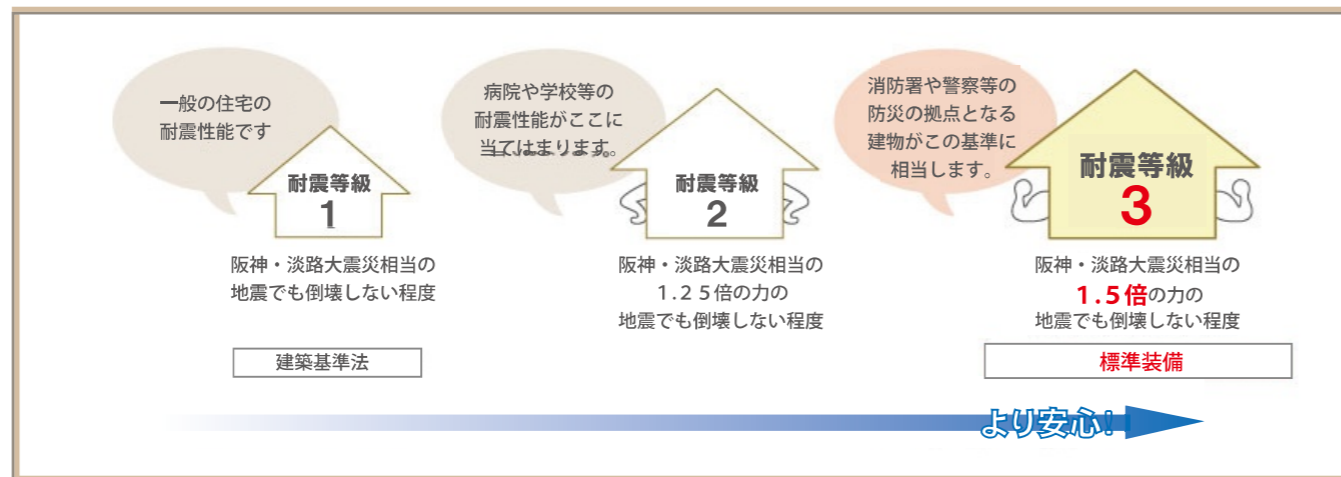 一般の住宅の
耐震性能です
耐震等級
1
阪神・淡路大震災相当の
地震でも倒壊しない程度
建築基準法
病院や学校等の
耐震性能がここに
当てはまります。
耐震等級
2
阪神・淡路大震災相当の
1.25倍の力の
地震でも倒壊しない程度
消防署や警察等の
防災の拠点となる
建物がこの基準に
相当します。
耐震等級
3
阪神・淡路大震災相当の
1.5倍の力の
地震でも倒壊しない程度
標準装備
より安心!